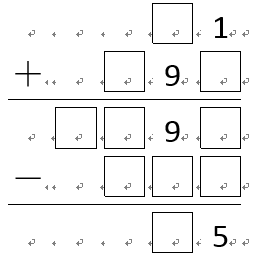 □ 1
+ □ 9 □
□ □ 9 □
− □ □ □
□ 5